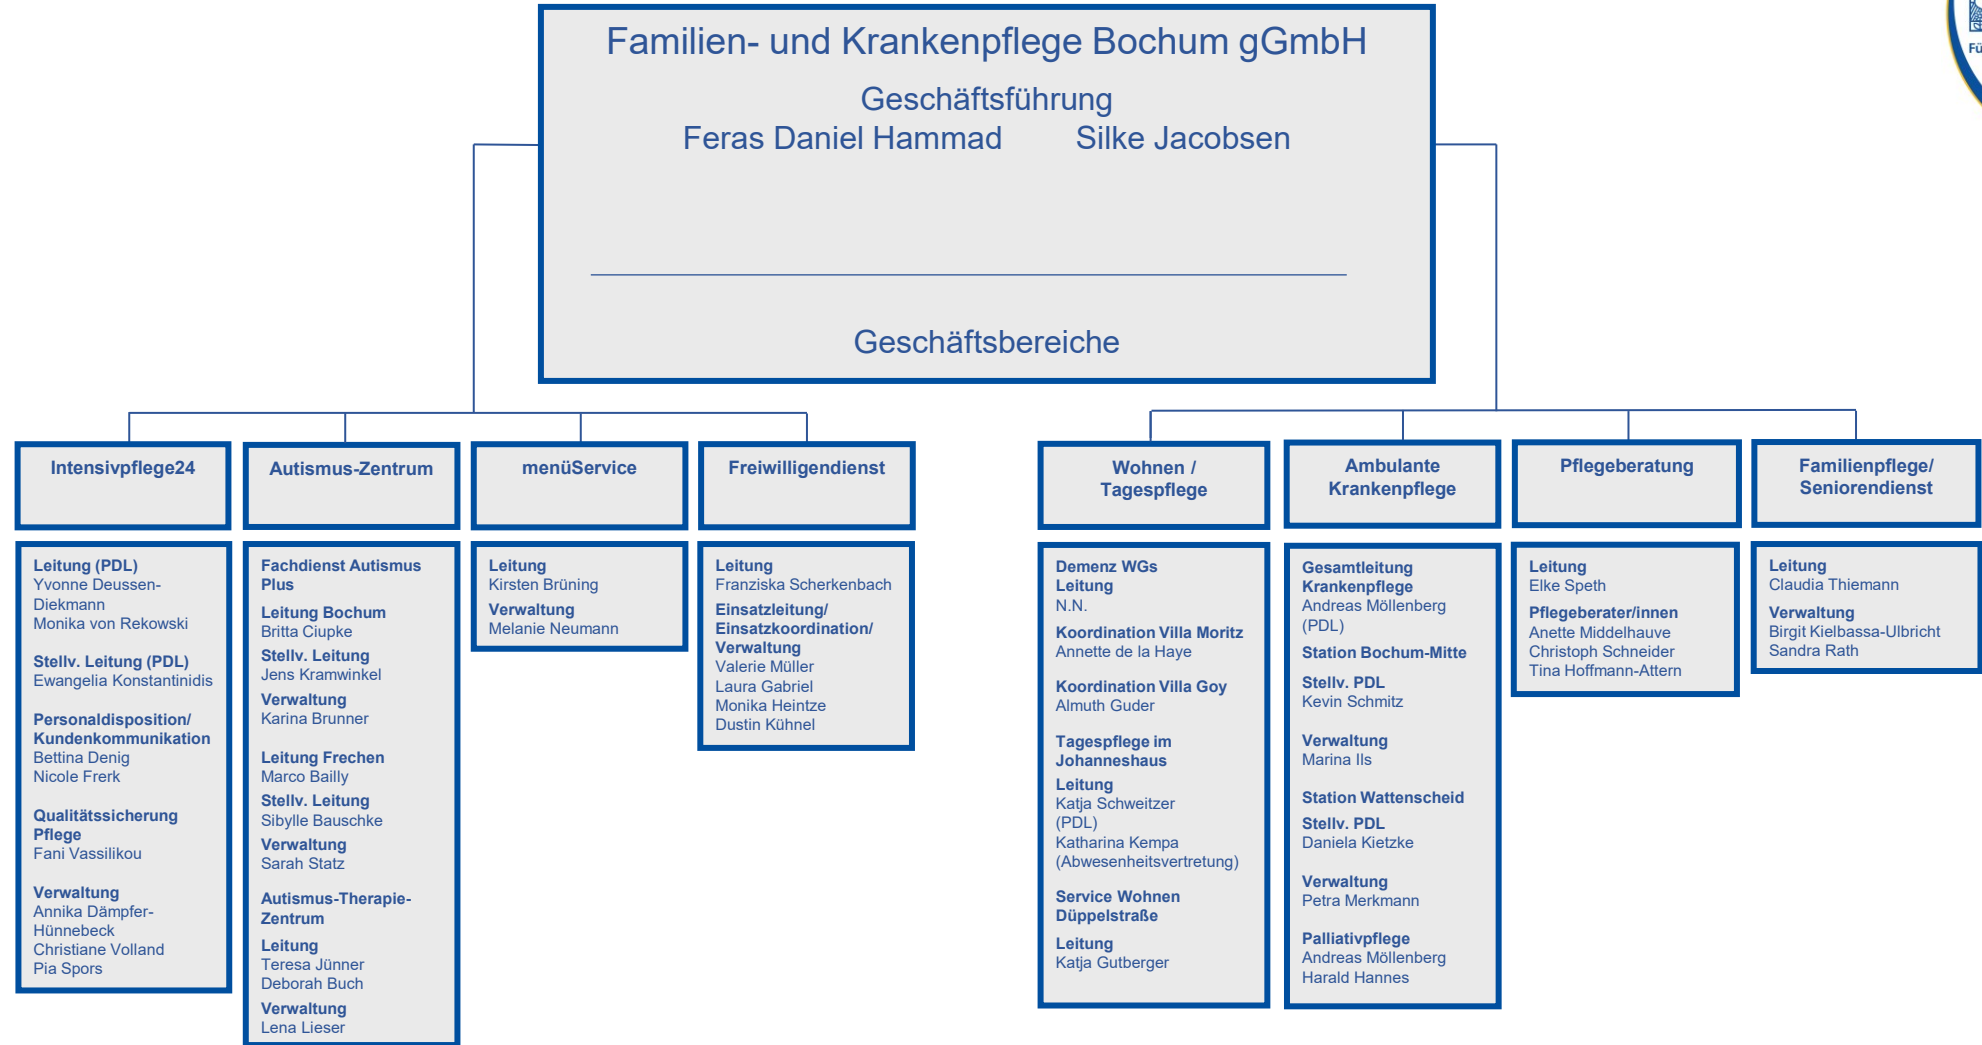 Familien- und Krankenpflege Bochum gGmbH
Geschäftsführung
Feras Daniel Hammad Silke Jacobsen
Geschäftsbereiche
Intensivpflege24
Leitung (PDL)
Yvonne Deussen-
Diekmann
Monika von Rekowski
Stellv. Leitung (PDL)
Ewangelia Konstantinidis
Personaldisposition/
Kundenkommunikation
Bettina Denig
Nicole Frerk
Qualitätssicherung
Pflege
Fani Vassilikou
Verwaltung
Annika Dämpfer-
Hünnebeck
Christiane Volland
Pia Spors
Autismus-Zentrum
Fachdienst Autismus
Plus
Leitung Bochum
Britta Ciupke
Stellv. Leitung
Jens Kramwinkel
Verwaltung
Karina Brunner
Leitung Frechen
Marco Bailly
Stellv. Leitung
Sibylle Bauschke
Verwaltung
Sarah Statz
Autismus-Therapie-
Zentrum
Leitung
Teresa Jünner
Deborah Buch
Verwaltung
Lena Lieser
menüService
Leitung
Kirsten Brüning
Verwaltung
Melanie Neumann
Freiwilligendienst
Leitung
Franziska Scherkenbach
Einsatzleitung/
Einsatzkoordination/
Verwaltung
Valerie Müller
Laura Gabriel
Monika Heintze
Dustin Kühnel
Wohnen /
Tagespflege
Demenz WGs
Leitung
N.N.
Koordination Villa Moritz
Annette de la Haye
Koordination Villa Goy
Almuth Guder
Tagespflege im
Johanneshaus
Leitung
Katja Schweitzer
(PDL)
Katharina Kempa
(Abwesenheitsvertretung)
Service Wohnen
Düppelstraße
Leitung
Katja Gutberger
Ambulante
Krankenpflege
Gesamtleitung
Krankenpflege
Andreas Möllenberg
(PDL)
Station Bochum-Mitte
Stellv. PDL
Kevin Schmitz
Verwaltung
Marina Ils
Station Wattenscheid
Stellv. PDL
Daniela Kietzke
Verwaltung
Petra Merkmann
Palliativpflege
Andreas Möllenberg
Harald Hannes
Pflegeberatung
Leitung
Elke Speth
Pflegeberater/innen
Anette Middelhauve
Christoph Schneider
Tina Hoffmann-Attern
Familienpflege/
Seniorendienst
Leitung
Claudia Thiemann
Verwaltung
Birgit Kielbassa-Ulbricht
Sandra Rath